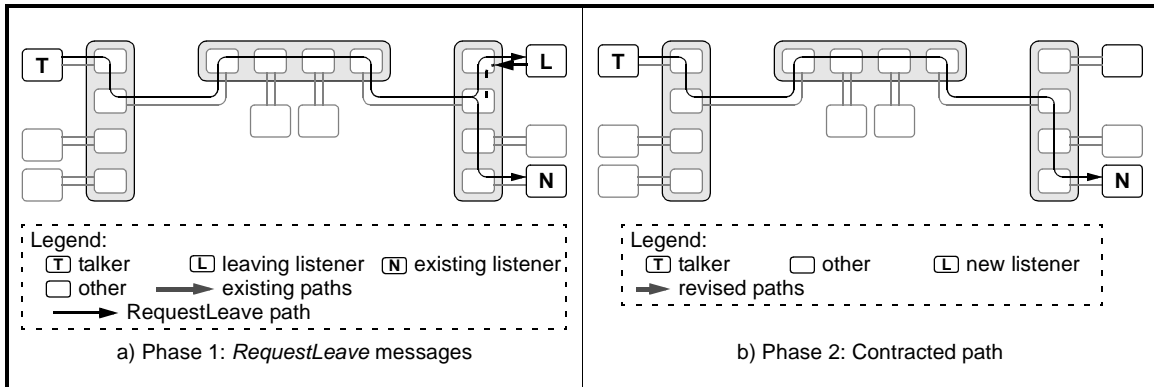 T
L
N
T
N
Legend:
T talker L leaving listener N existing listener
other existing paths
RequestLeave path
a) Phase 1: RequestLeave messages
Legend:
T talker other L new listener
revised paths
b) Phase 2: Contracted path